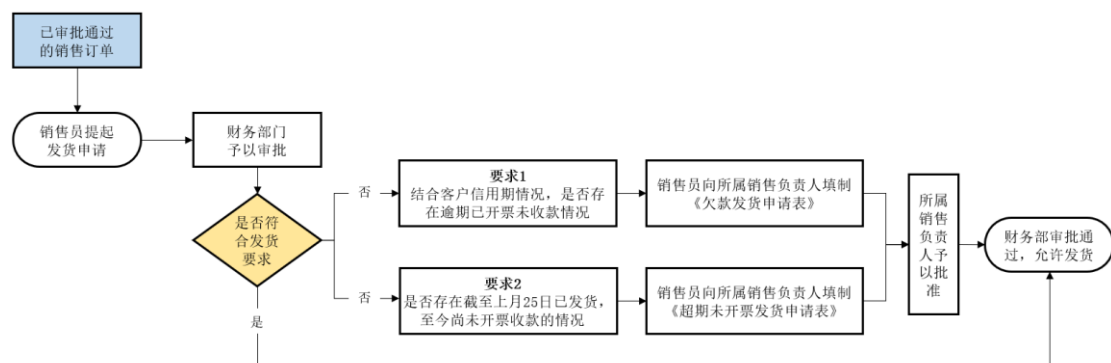 已审批通过
的销售订单
销售员提起
发货申请
财务部门
予以审批
是否符
合发货
要求
否
要求1
结合客户信用期情况，是否存
在逾期已开票未收款情况
销售员向所属销售负责人填制
《欠款发货申请表》
否
要求2
是否存在截至上月25日已发货，
至今尚未开票收款的情况
销售员向所属销售负责人填制
《超期未开票发货申请表》
所属
销售
负责
人予
以批
准
财务部审批通
过，允许发货
是